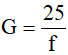 G = 25/f